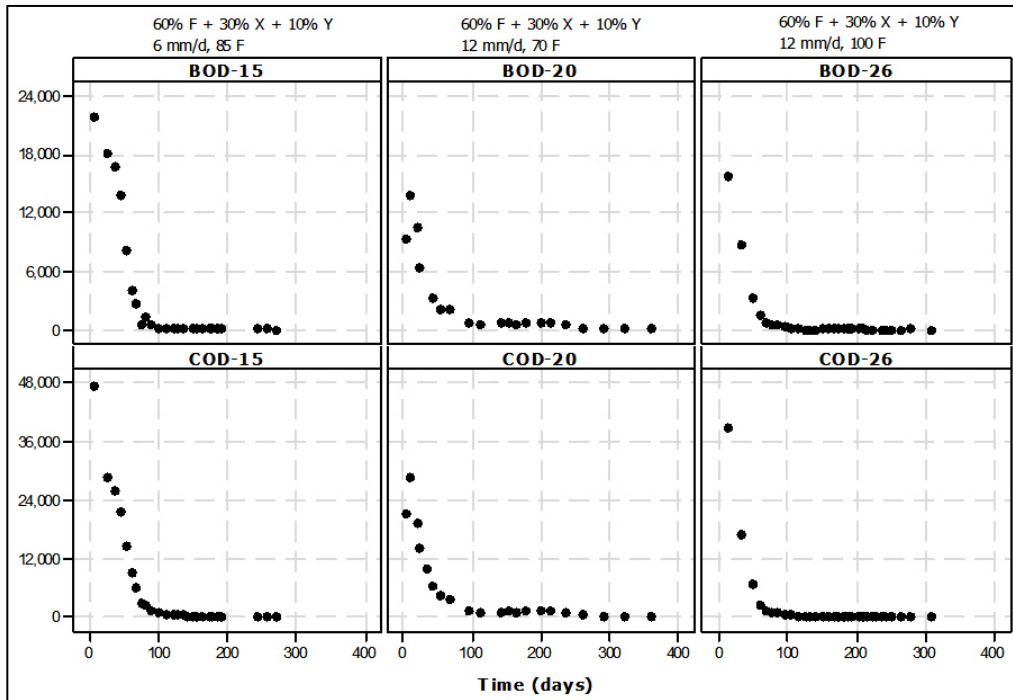 60% F + 30% X + 10% Y
6 mm/d, 85 F
60% F + 30% X + 10% Y
12 mm/d, 70 F
60% F + 30% X + 10% Y
12 mm/d, 100 F
BOD-15 BOD-20 BOD-26
24,000
18,000
12,000
6,000
0
COD-15 COD-20 COD-26
48,000
36,000
24,000
12,000
0
0 100 200 300 400 0 100 200 300 400 0 100 200 300 400
Time (days)